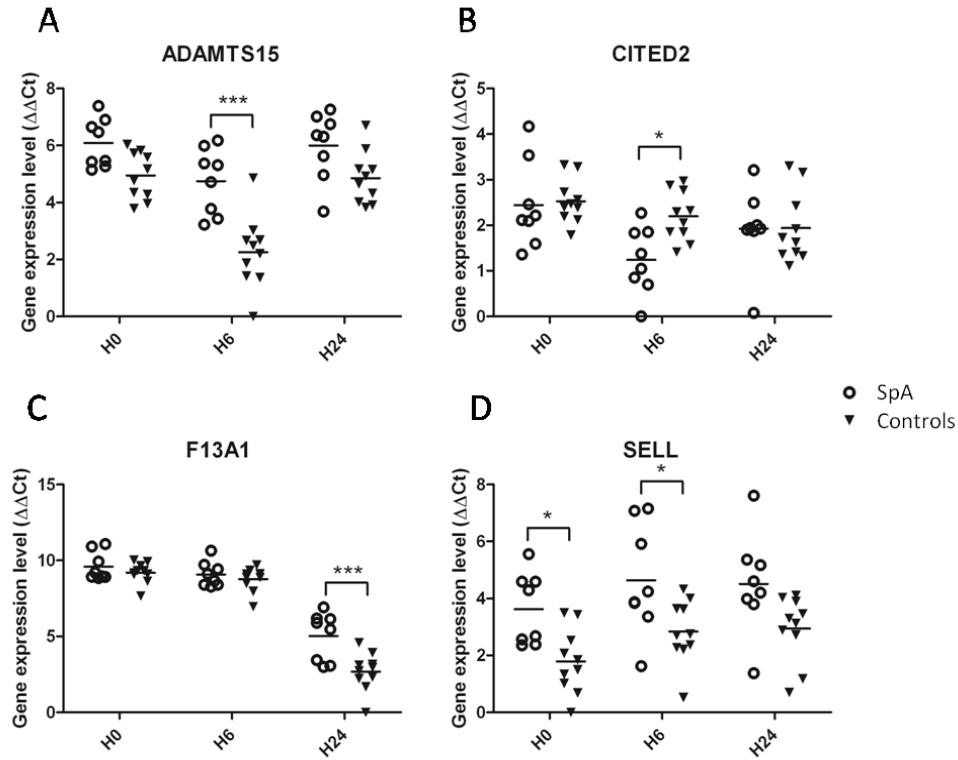 A
ADAMTS15
Gene expression level (ΔΔCt)
8
6
4
2
0
***
H0
H6
H24
B
CITED2
Gene expression level (ΔΔCt)
5
4
3
2
1
0
*
H0
H6
H24
C
F13A1
Gene expression level (ΔΔCt)
15
10
5
0
***
H0
H6
H24
D
SELL
Gene expression level (ΔΔCt)
8
6
4
2
0
*
*
H0
H6
H24
SpA
Controls